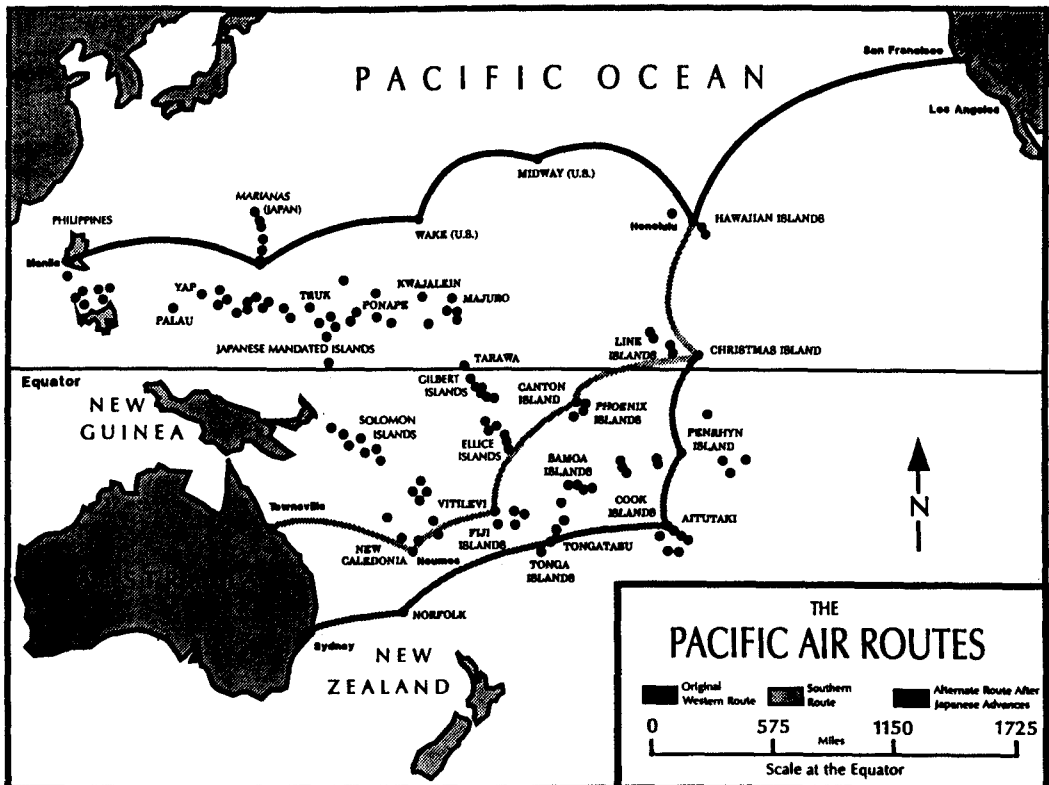 San Francisco
PACIFIC OCEAN
Los Angeles
MIDWAY (U.S.)
MARIANAS
(JAPAN)
PHILIPPINES
Honolulu
HAWAIIAN ISLANDS
WAKE (U.S.)
Manila
YAP
TRUK
KWAJALEIN
PONAPE
MAJURO
PALAU
LINE
ISLANDS
CHRISTMAS ISLAND
JAPANESE MANDATED ISLANDS
TARAWA
Equator
GILBERT
ISLANDS
CANTON
ISLAND
NEW
GUINEA
PHOENIX
ISLANDS
SOLOMON
ISLANDS
PENRHYN
ISLAND
ELLICE
ISLANDS
SAMOA
ISLANDS
N
Townsville
VITILEVI
COOK
ISLANDS
AITUTAKI
FIJI
ISLANDS
NEW
CALEDONIA
Noumea
TONGATABU
TONGA
ISLANDS
NORFOLK
Sydney
NEW
ZEALAND
THE
PACIFIC AIR ROUTES
Original
Western Route
Southern
Route
Alternate Route After
Japanese Advances
0 575 1150 1725
Miles
Scale at the Equator